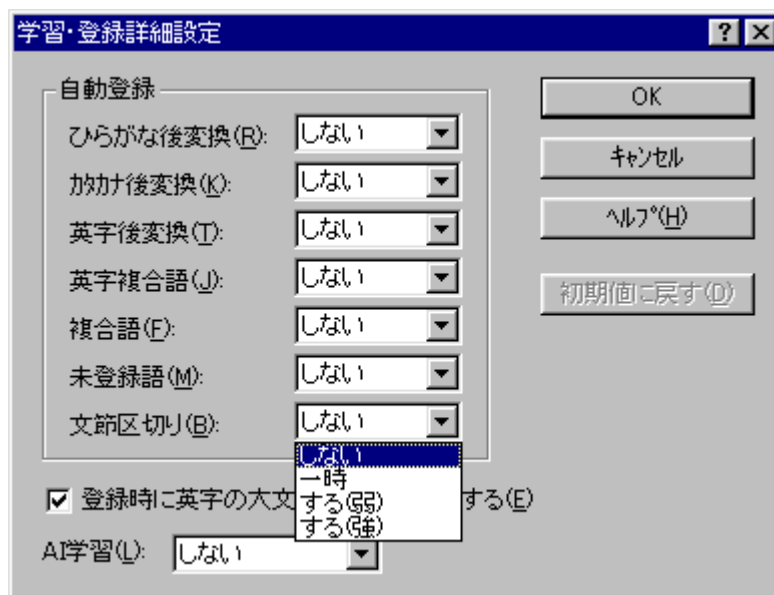 学習・登録詳細設定
自動登録
ひらがな後変換(R): しない
ｶﾀｶﾅ後変換(K): しない
英字後変換(T): しない
英字複合語(J): しない
複合語(F): しない
未登録語(M): しない
文節区切り(B): しない
しない
一時
する(弱)
する(強)
登録時に英字の大文 する(E)
AI学習(L): しない
OK
ｷｬﾝｾﾙ
ﾍﾙﾌﾟ(H)
初期値に戻す(D)